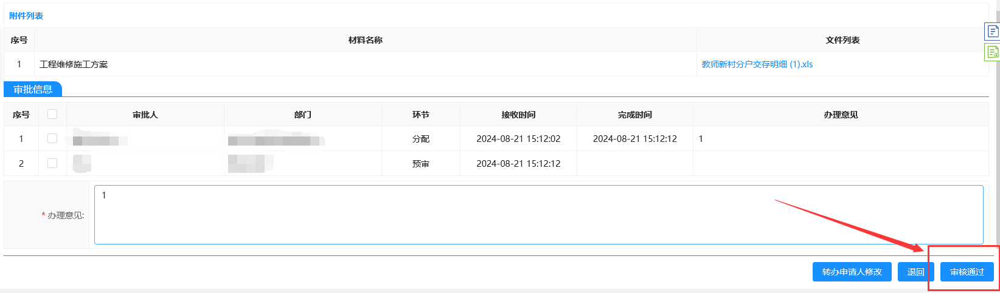 附件列表
序号 材料名称 文件列表
1 工程维修施工方案 教师新村分户交存明细 (1).xls
审批信息
序号 审批人 部门 环节 接收时间 完成时间 办理意见
1 分配 2024-08-21 15:12:02 2024-08-21 15:12:12 1
2 预审 2024-08-21 15:12:12
* 办理意见: 1
转办申请人修改 退回 审核通过